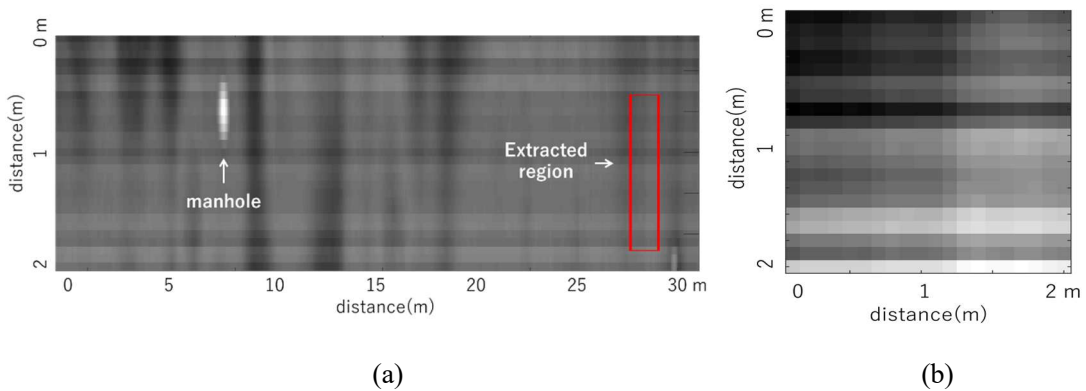 0 m
1
2
distance(m)
manhole
Extracted
region
0 5 10 15 20 25 30 m
distance(m)
(a)
0 m
1
2
distance(m)
0 1 2 m
distance(m)
(b)